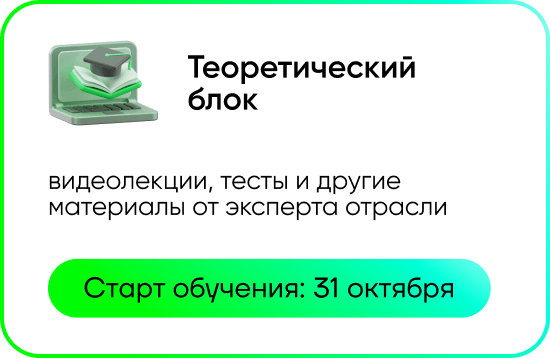 Теоретический
блок
видеолекции, тесты и другие
материалы от эксперта отрасли
Старт обучения: 31 октября